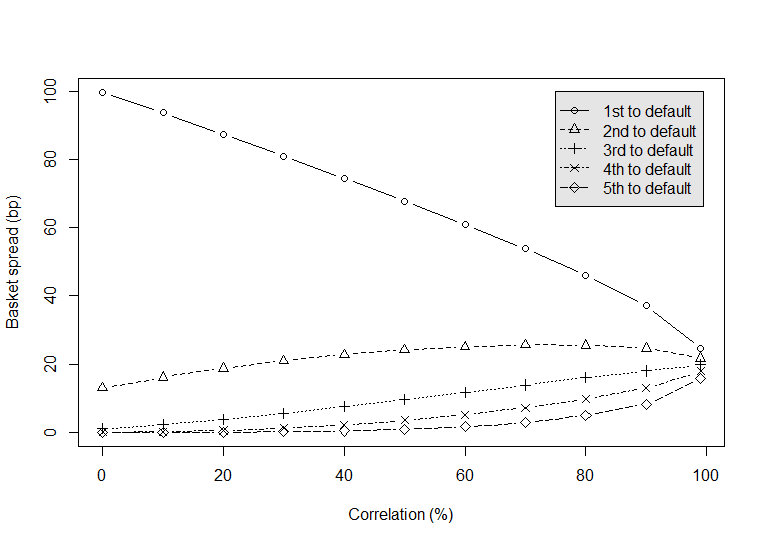 Basket spread (bp)
100
80
60
40
20
0
1st to default
2nd to default
3rd to default
4th to default
5th to default
0 20 40 60 80 100
Correlation (%)